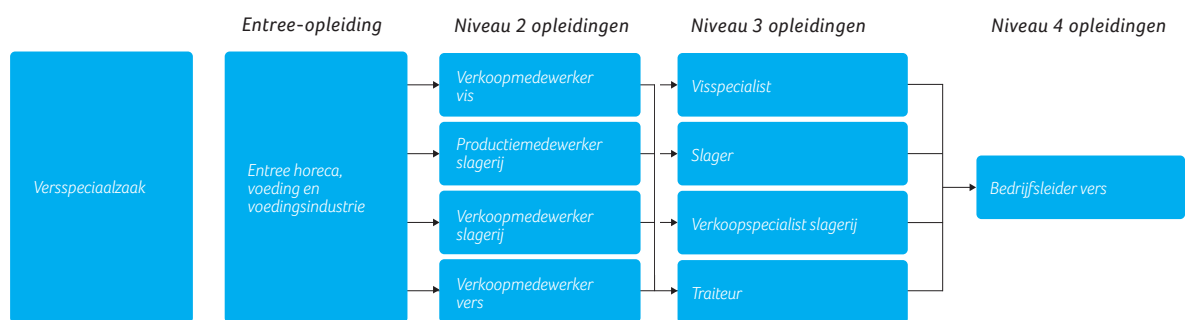 Entree-opleiding
Niveau 2 opleidingen
Niveau 3 opleidingen
Niveau 4 opleidingen
Versspeciaalzaak
Entree horeca,
voeding en
voedingsindustrie
Verkoopmedewerker
vis
Productiemedewerker
slagerij
Verkoopmedewerker
slagerij
Verkoopmedewerker
vers
Visspecialist
Slager
Verkoopspecialist slagerij
Traiteur
Bedrijfsleider vers